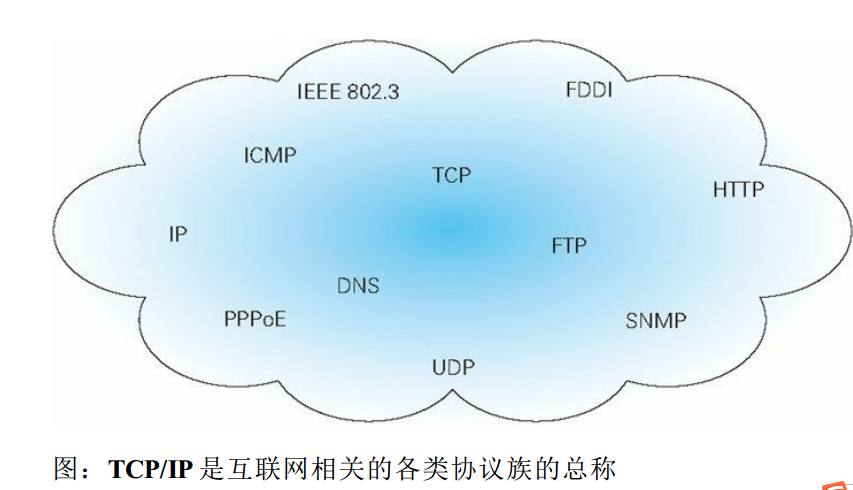 IEEE 802.3
FDDI
ICMP
TCP
HTTP
IP
FTP
DNS
PPPoE
SNMP
UDP
图：TCP/IP 是互联网相关的各类协议族的总称